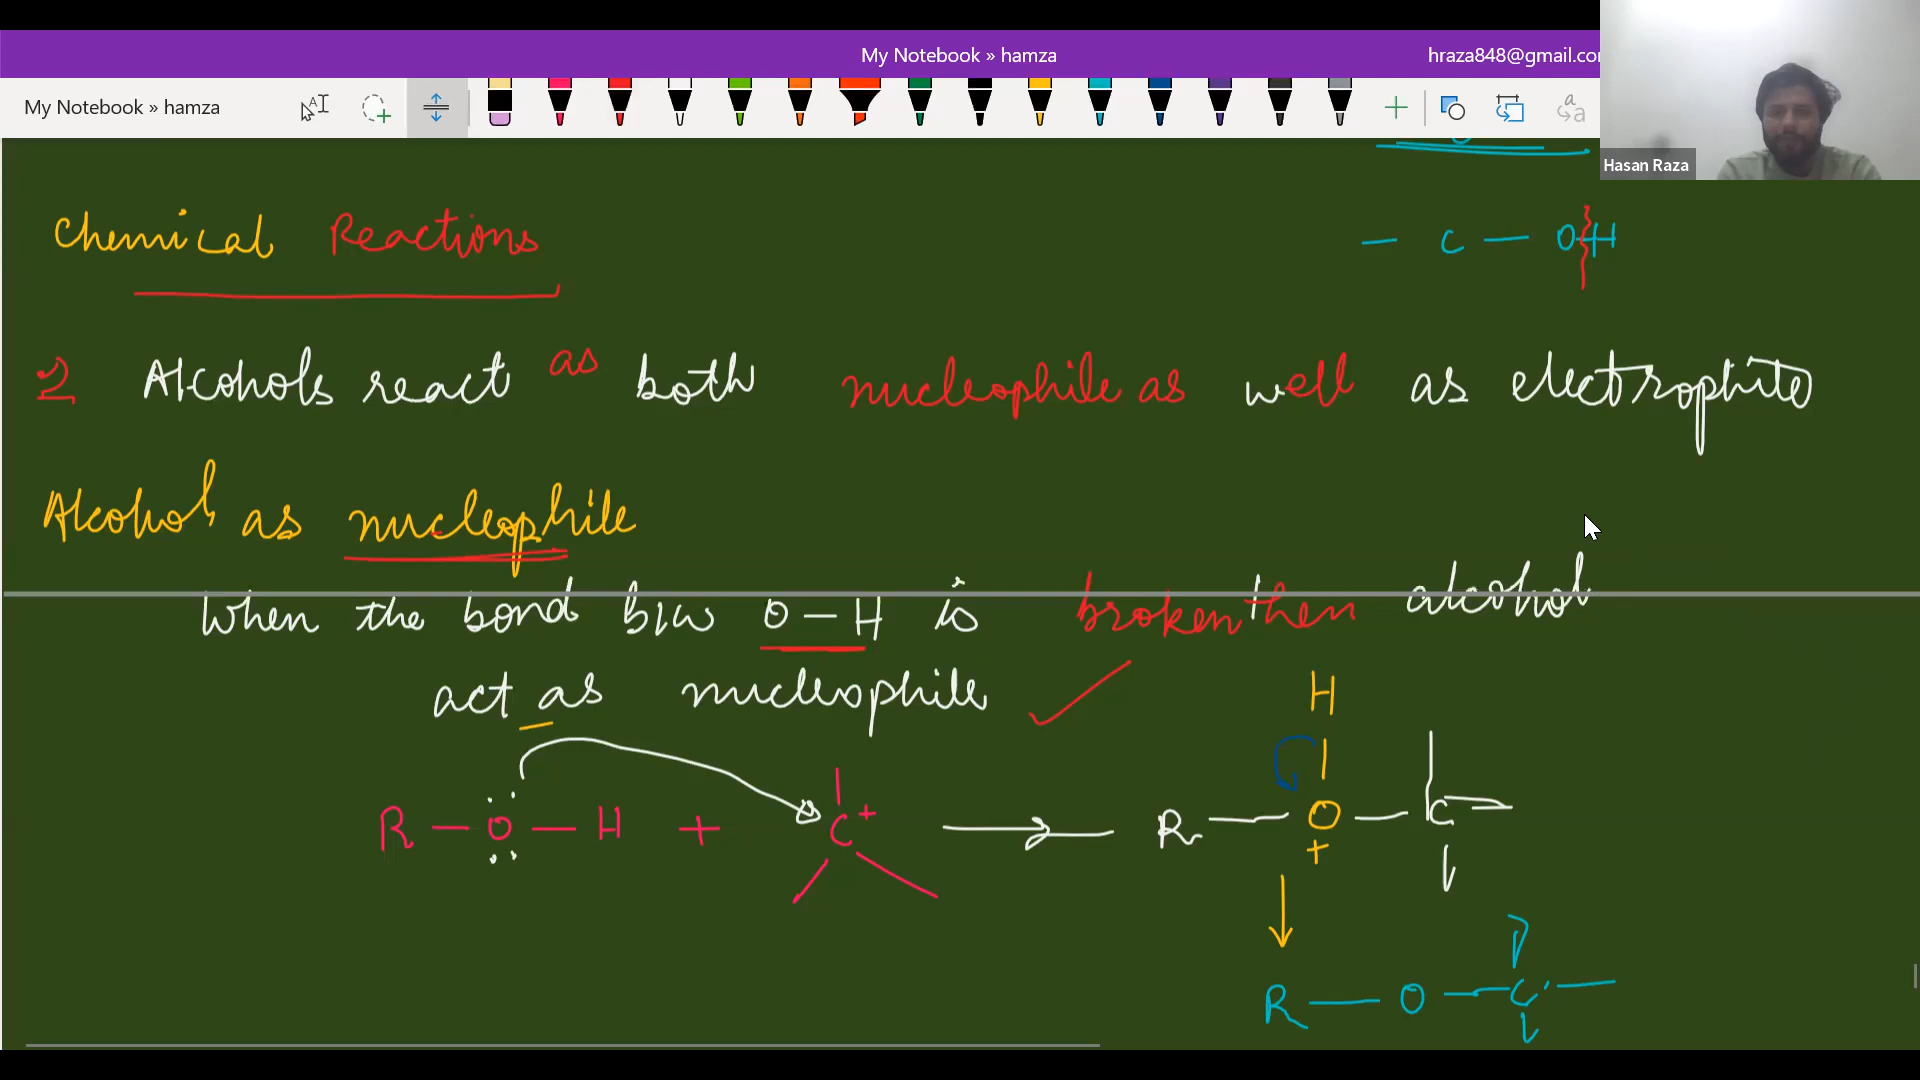 My Notebook » hamza
hraza848@gmail.co
My Notebook » hamza
Hasan Raza
Chemical Reactions
— C — O H
2 Alcohols react as both nucleophile as well as electrophile
Alcohol as nucleophile
When the bond b/w O – H is broken then alcohol
act as nucleophile
H
R — O — H + C+ → R — O — C
+
R — O — C —